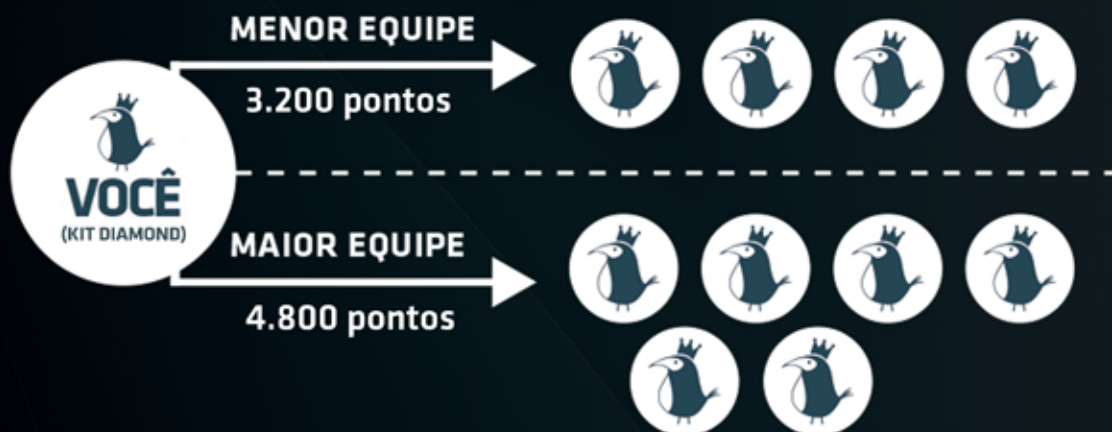 MENOR EQUIPE
3.200 pontos
VOCÊ
(KIT DIAMOND)
MAIOR EQUIPE
4.800 pontos